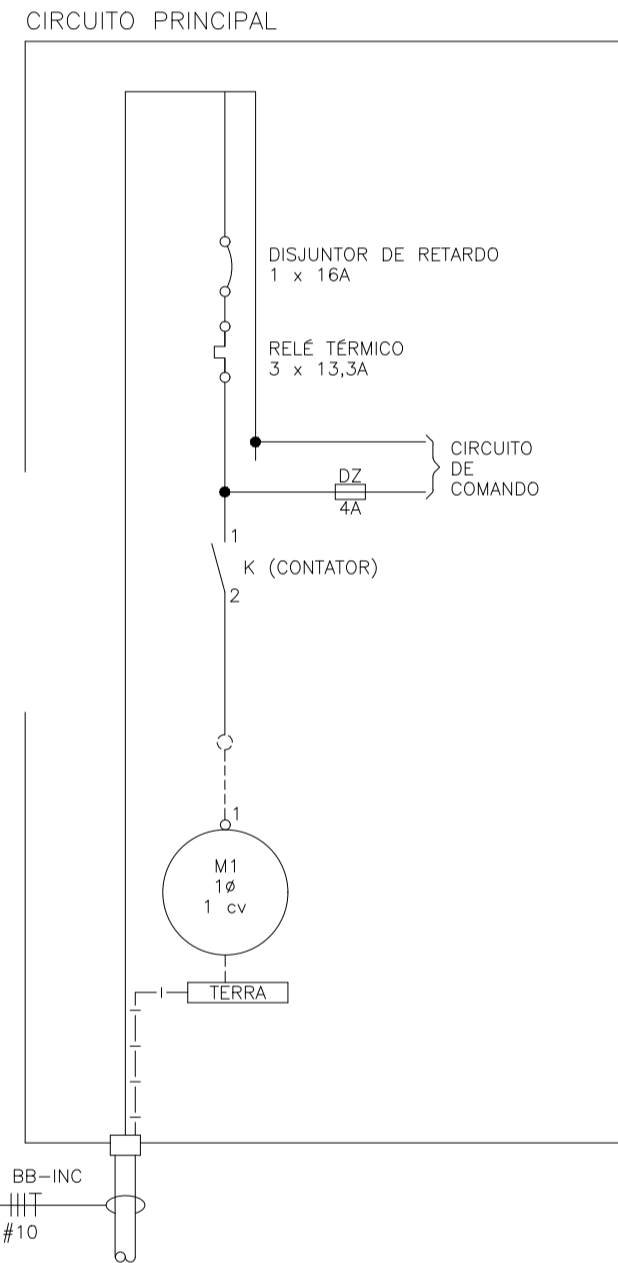 CIRCUITO PRINCIPAL
DISJUNTOR DE RETARDO
1 x 16A
RELÉ TÉRMICO
3 x 13,3A
CIRCUITO
DE
COMANDO
DZ
4A
1
K (CONTATOR)
2
1
M1
1ø
1 cv
TERRA
BB-INC
#10